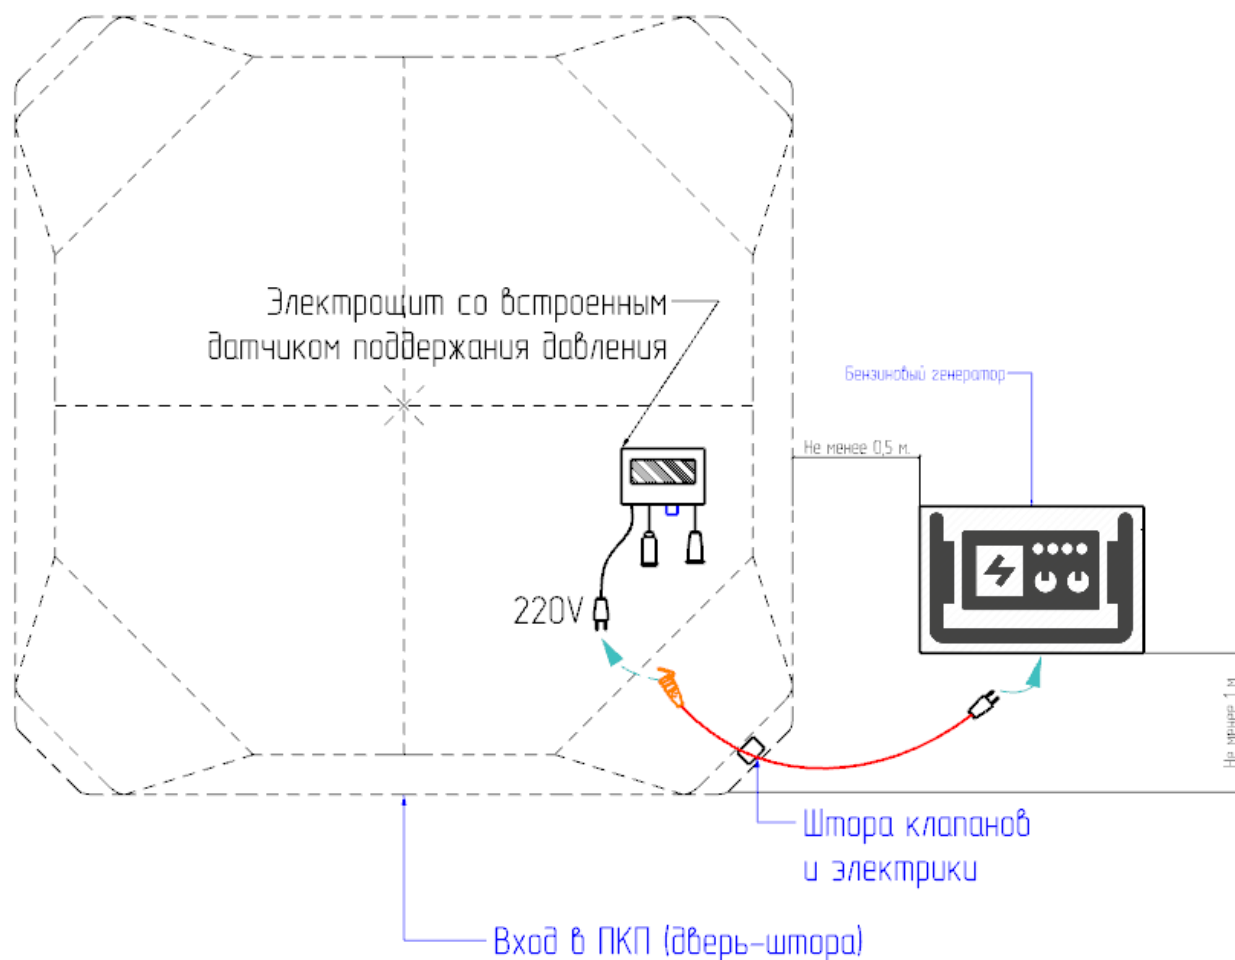 Электрощит со встроенным
датчиком поддержания давления
Бензиновый генератор
Не менее 0,5 м.
220V
Не менее 1 м
Штора клапанов
и электрики
Вход в ПКП (дверь-штора)